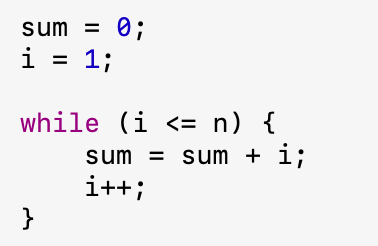 sum = 0;
i = 1;

while (i <= n) {
    sum = sum + i;
    i++;
}